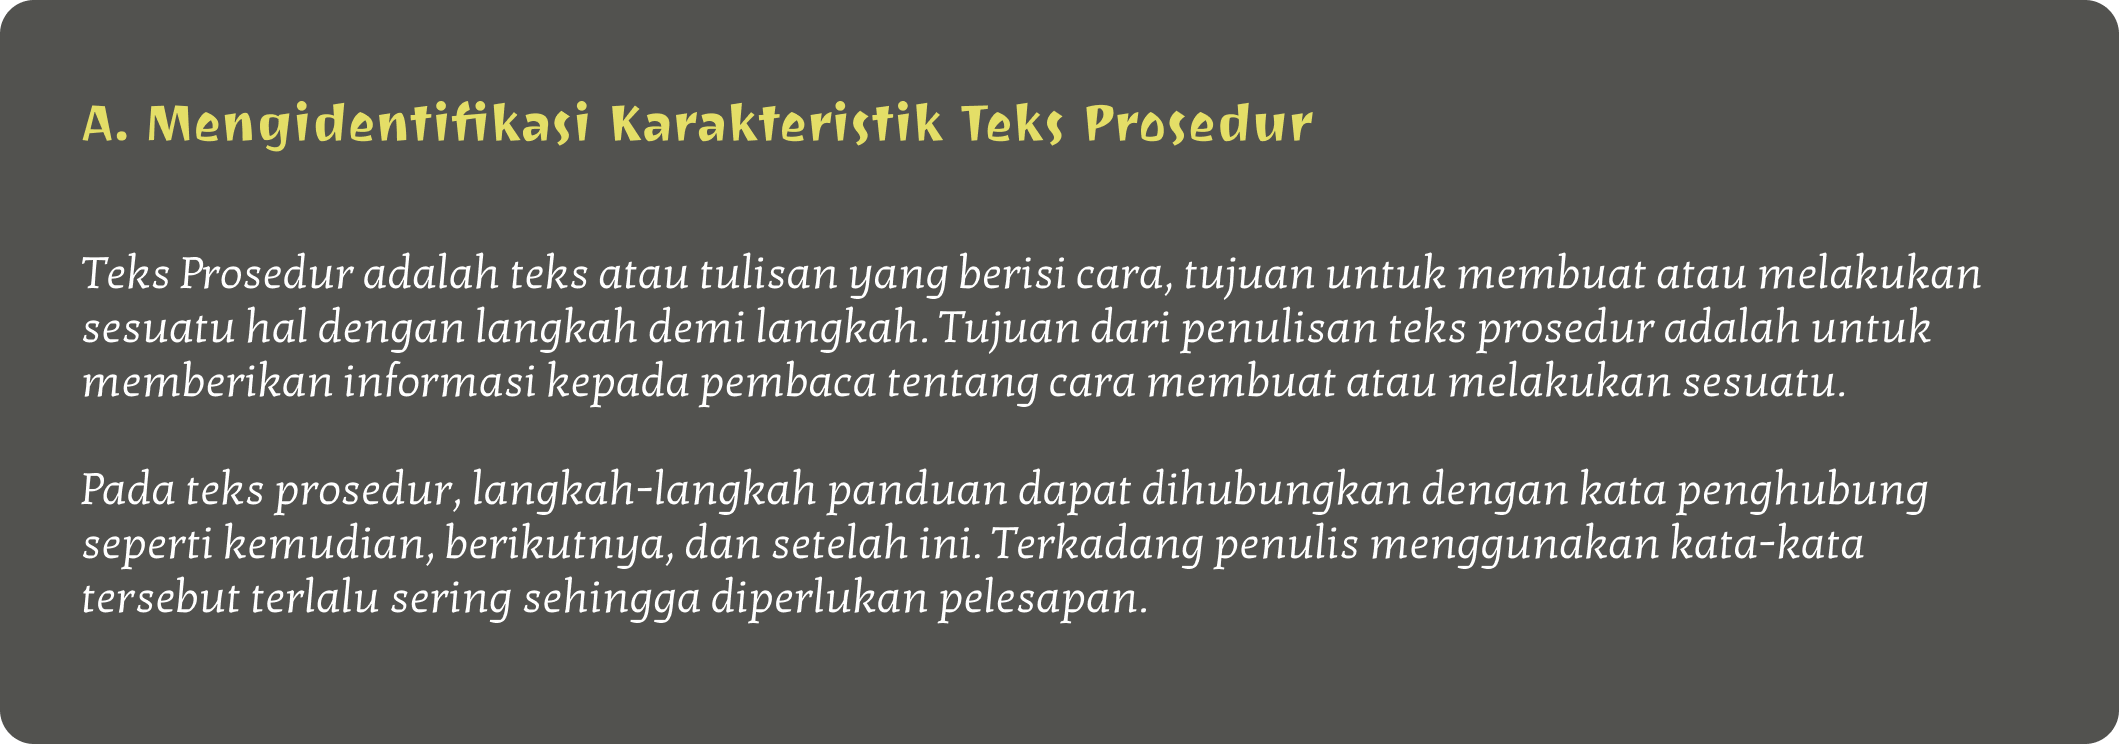 A. Mengidentifikasi Karakteristik Teks Prosedur
Teks Prosedur adalah teks atau tulisan yang berisi cara, tujuan untuk membuat atau melakukan
sesuatu hal dengan langkah demi langkah. Tujuan dari penulisan teks prosedur adalah untuk
memberikan informasi kepada pembaca tentang cara membuat atau melakukan sesuatu.
Pada teks prosedur, langkah-langkah panduan dapat dihubungkan dengan kata penghubung
seperti kemudian, berikutnya, dan setelah ini. Terkadang penulis menggunakan kata-kata
tersebut terlalu sering sehingga diperlukan pelesapan.